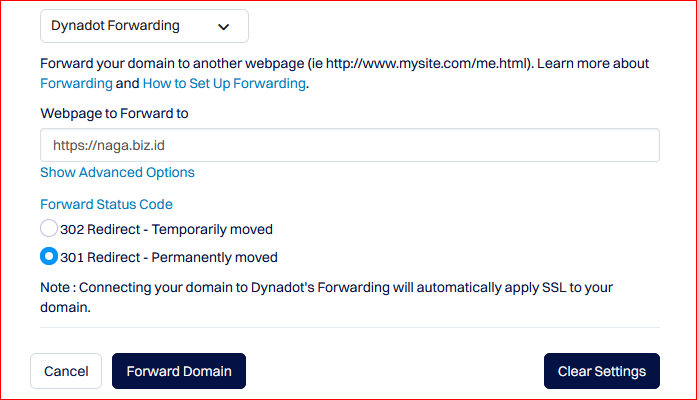 Dynadot Forwarding
Forward your domain to another webpage (ie http://www.mysite.com/me.html). Learn more about
Forwarding and How to Set Up Forwarding.
Webpage to Forward to
https://naga.biz.id
Show Advanced Options
Forward Status Code
302 Redirect - Temporarily moved
301 Redirect - Permanently moved
Note : Connecting your domain to Dynadot's Forwarding will automatically apply SSL to your
domain.
Cancel Forward Domain Clear Settings